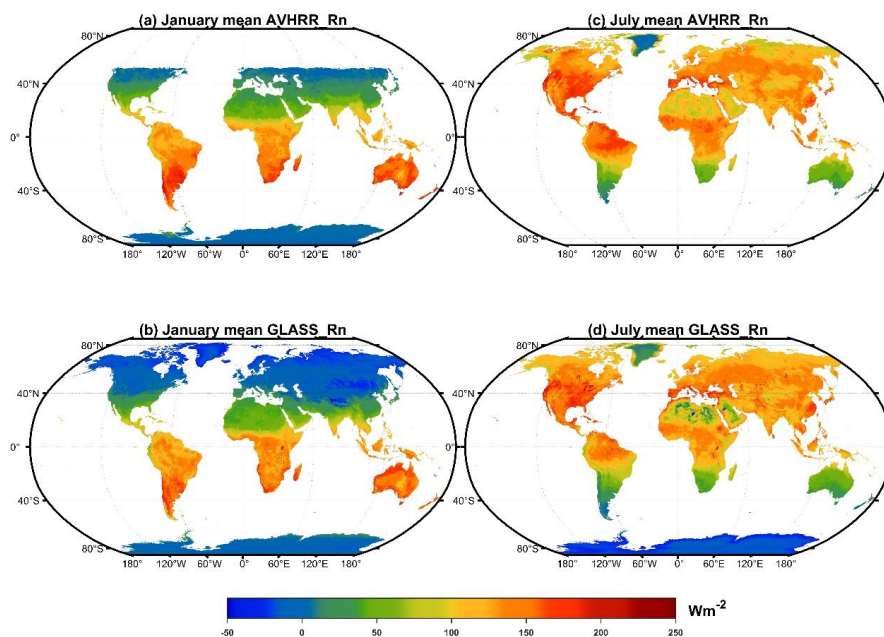 (a) January mean AVHRR_Rn
80°N
40°N
0°
40°S
80°S
180° 120°W 60°W 0° 60°E 120°E 180°
(c) July mean AVHRR_Rn
80°N
40°N
0°
40°S
80°S
180° 120°W 60°W 0° 60°E 120°E 180°
(b) January mean GLASS_Rn
80°N
40°N
0°
40°S
80°S
180° 120°W 60°W 0° 60°E 120°E 180°
(d) July mean GLASS_Rn
80°N
40°N
0°
40°S
80°S
180° 120°W 60°W 0° 60°E 120°E 180°
Wm⁻²
-50 0 50 100 150 200 250